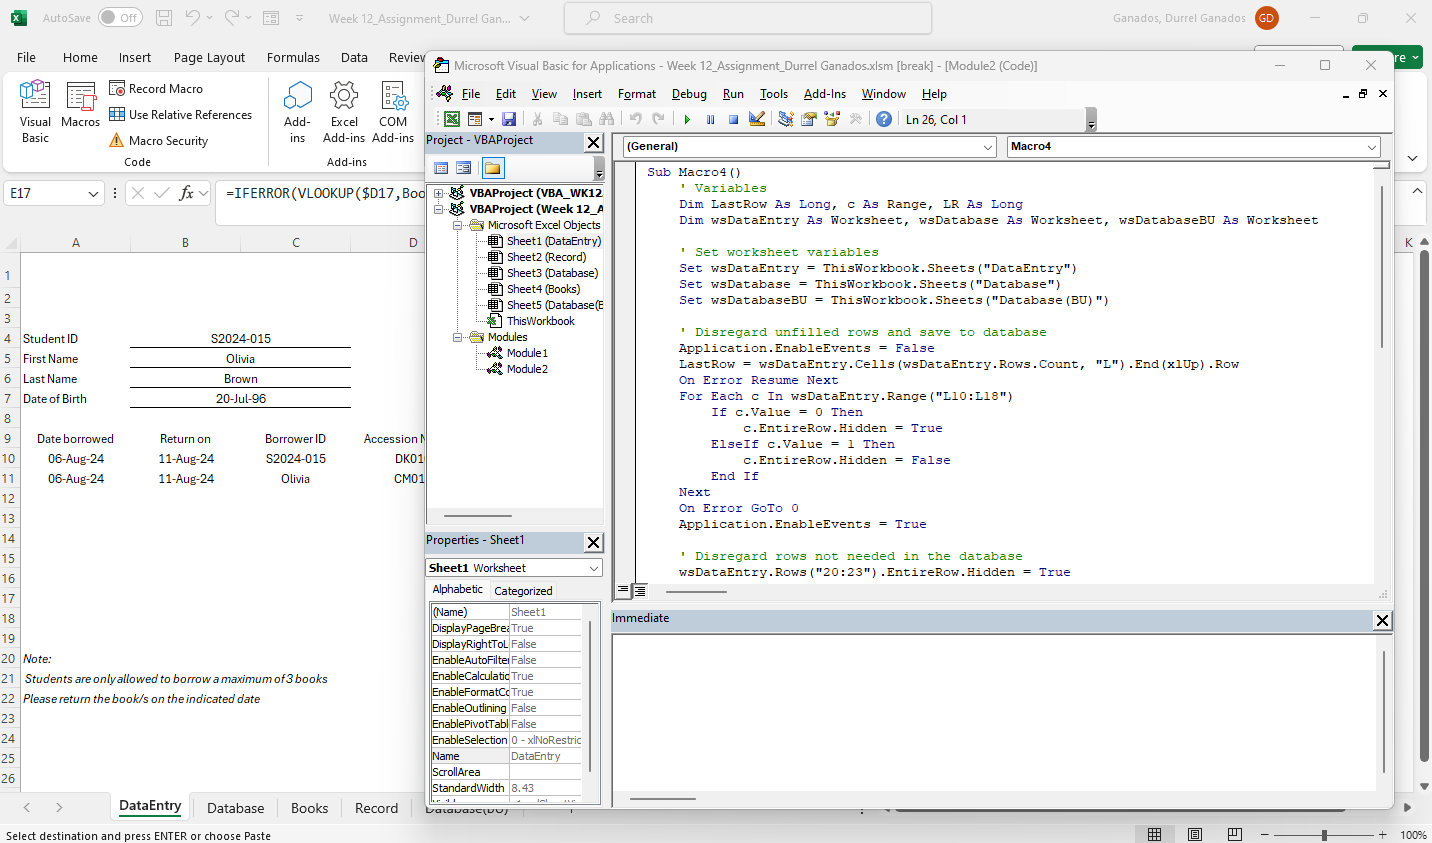 AutoSave Off Week 12_Assignment_Durrel Gan... Search Ganados, Durrel Ganados GD
File Home Insert Page Layout Formulas Data Review
Visual Basic
Macros
Record Macro
Use Relative References
Macro Security
Code
Add-ins
Excel Add-ins
COM Add-ins
Add-ins
E17 fx =IFERROR(VLOOKUP($D17,Boo
A B C D K
1
2
3
4 Student ID S2024-015
5 First Name Olivia
6 Last Name Brown
7 Date of Birth 20-Jul-96
8
9 Date borrowed Return on Borrower ID Accession N
10 06-Aug-24 11-Aug-24 S2024-015 DK01
11 06-Aug-24 11-Aug-24 Olivia CM01
12
13
14
15
16
17
18
19
20 Note:
21 Students are only allowed to borrow a maximum of 3 books
22 Please return the book/s on the indicated date
23
24
25
26
DataEntry Database Books Record Database(BU)
Select destination and press ENTER or choose Paste
100%
Microsoft Visual Basic for Applications - Week 12_Assignment_Durrel Ganados.xlsm [break] - [Module2 (Code)]
File Edit View Insert Format Debug Run Tools Add-Ins Window Help
Ln 26, Col 1
Project - VBAProject
VBAProject (VBA_WK12
VBAProject (Week 12_A
Microsoft Excel Objects
Sheet1 (DataEntry)
Sheet2 (Record)
Sheet3 (Database)
Sheet4 (Books)
Sheet5 (Database(B
ThisWorkbook
Modules
Module1
Module2
Properties - Sheet1
Sheet1 Worksheet
Alphabetic Categorized
(Name) Sheet1
DisplayPageBrea True
DisplayRightToL False
EnableAutoFilter False
EnableCalculatio True
EnableFormatCo True
EnableOutlining False
EnablePivotTabl False
EnableSelection 0 - xlNoRestric
Name DataEntry
ScrollArea
StandardWidth 8.43
(General) Macro4
Sub Macro4()
' Variables
Dim LastRow As Long, c As Range, LR As Long
Dim wsDataEntry As Worksheet, wsDatabase As Worksheet, wsDatabaseBU As Worksheet
' Set worksheet variables
Set wsDataEntry = ThisWorkbook.Sheets("DataEntry")
Set wsDatabase = ThisWorkbook.Sheets("Database")
Set wsDatabaseBU = ThisWorkbook.Sheets("Database(BU)")
' Disregard unfilled rows and save to database
Application.EnableEvents = False
LastRow = wsDataEntry.Cells(wsDataEntry.Rows.Count, "L").End(xlUp).Row
On Error Resume Next
For Each c In wsDataEntry.Range("L10:L18")
If c.Value = 0 Then
c.EntireRow.Hidden = True
ElseIf c.Value = 1 Then
c.EntireRow.Hidden = False
End If
Next
On Error GoTo 0
Application.EnableEvents = True
' Disregard rows not needed in the database
wsDataEntry.Rows("20:23").EntireRow.Hidden = True
Immediate